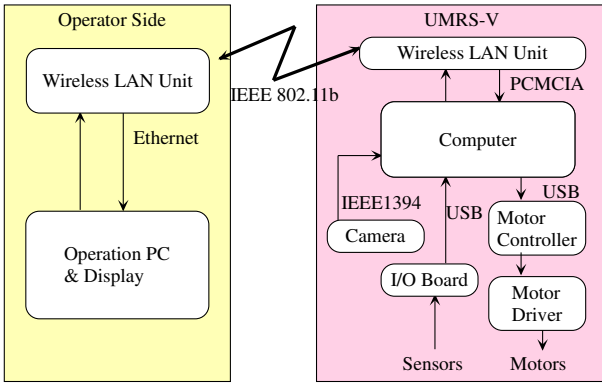 Operator Side
Wireless LAN Unit
Ethernet
Operation PC
& Display
IEEE 802.11b
UMRS-V
Wireless LAN Unit
PCMCIA
Computer
IEEE1394
Camera
USB
I/O Board
Sensors
USB
Motor
Controller
Motor
Driver
Motors